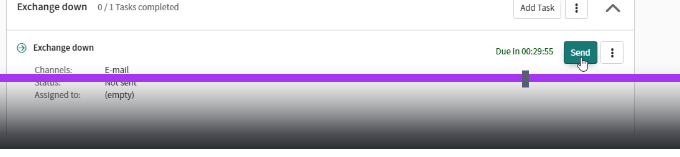 Exchange down 0 / 1 Tasks completed Add Task
Exchange down Due in 00:29:55 Send
Channels: E-mail
Status: Not sent
Assigned to: (empty)